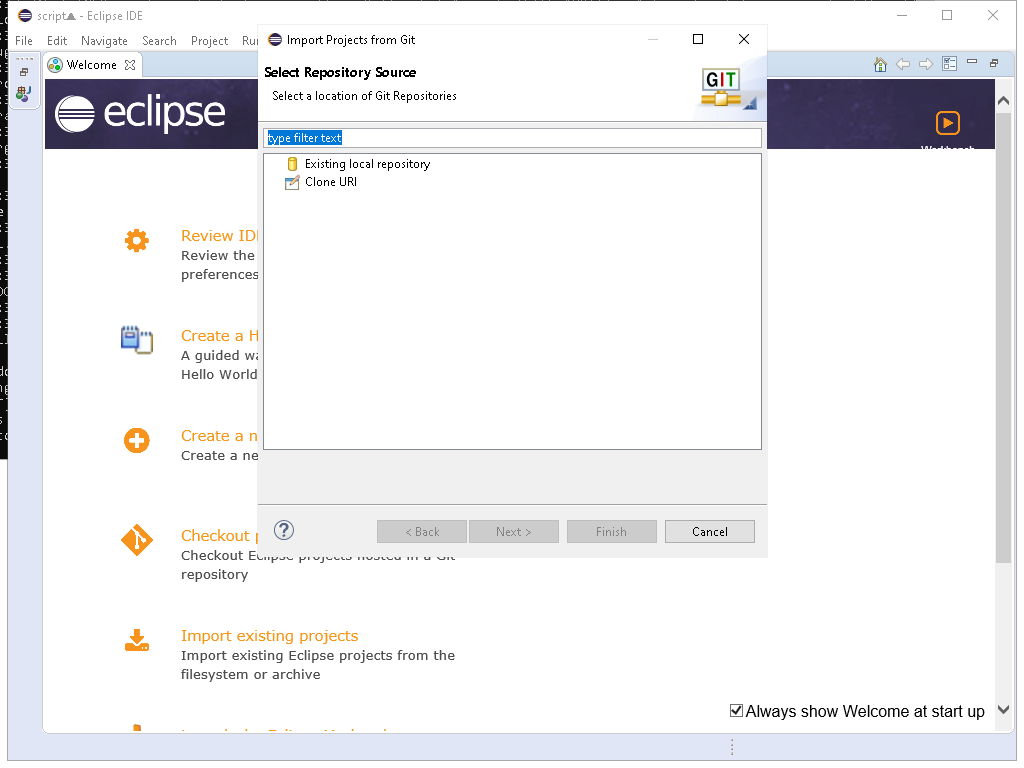 script - Eclipse IDE
File Edit Navigate Search Project Ru
Welcome
eclipse
Workbench
Import Projects from Git
Select Repository Source
Select a location of Git Repositories
GIT
type filter text
Existing local repository
Clone URI
< Back Next > Finish Cancel
Review IDE
Review the
preferences
Create a H
A guided wa
Hello World
Create a n
Create a ne
Checkout p
Checkout Eclipse projects hosted in a Git
repository
Import existing projects
Import existing Eclipse projects from the
filesystem or archive
Always show Welcome at start up